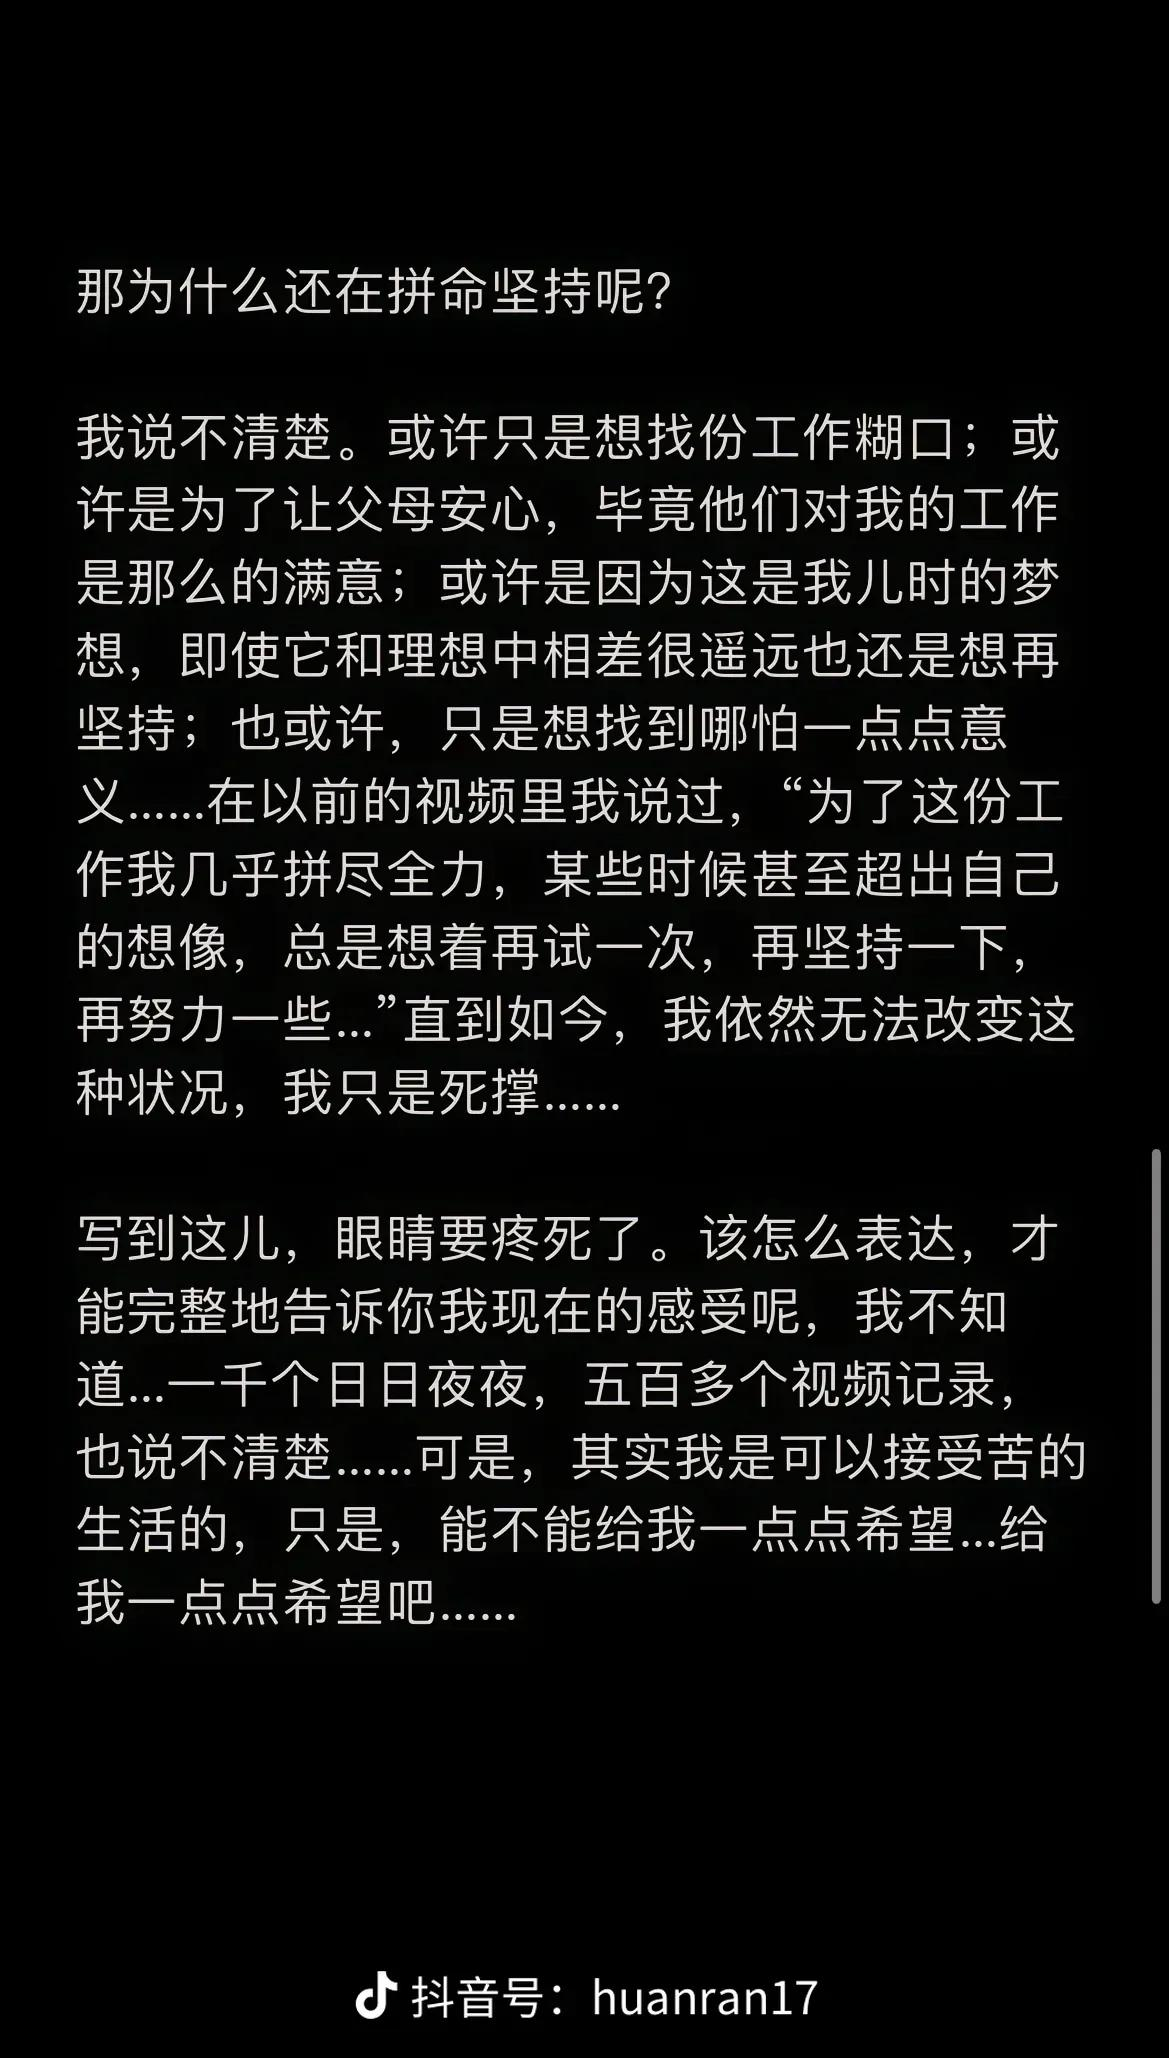 那为什么还在拼命坚持呢？
我说不清楚。或许只是想找份工作糊口；或
许是为了让父母安心，毕竟他们对我的工作
是那么的满意；或许是因为这是我儿时的梦
想，即使它和理想中相差很遥远也还是想再
坚持；也或许，只是想找到哪怕一点点意
义……在以前的视频里我说过，“为了这份工
作我几乎拼尽全力，某些时候甚至超出自己
的想像，总是想着再试一次，再坚持一下，
再努力一些…”直到如今，我依然无法改变这
种状况，我只是死撑……
写到这儿，眼睛要疼死了。该怎么表达，才
能完整地告诉你我现在的感受呢，我不知
道…一千个日日夜夜，五百多个视频记录，
也说不清楚……可是，其实我是可以接受苦的
生活的，只是，能不能给我一点点希望…给
我一点点希望吧……
抖音号：huanran17